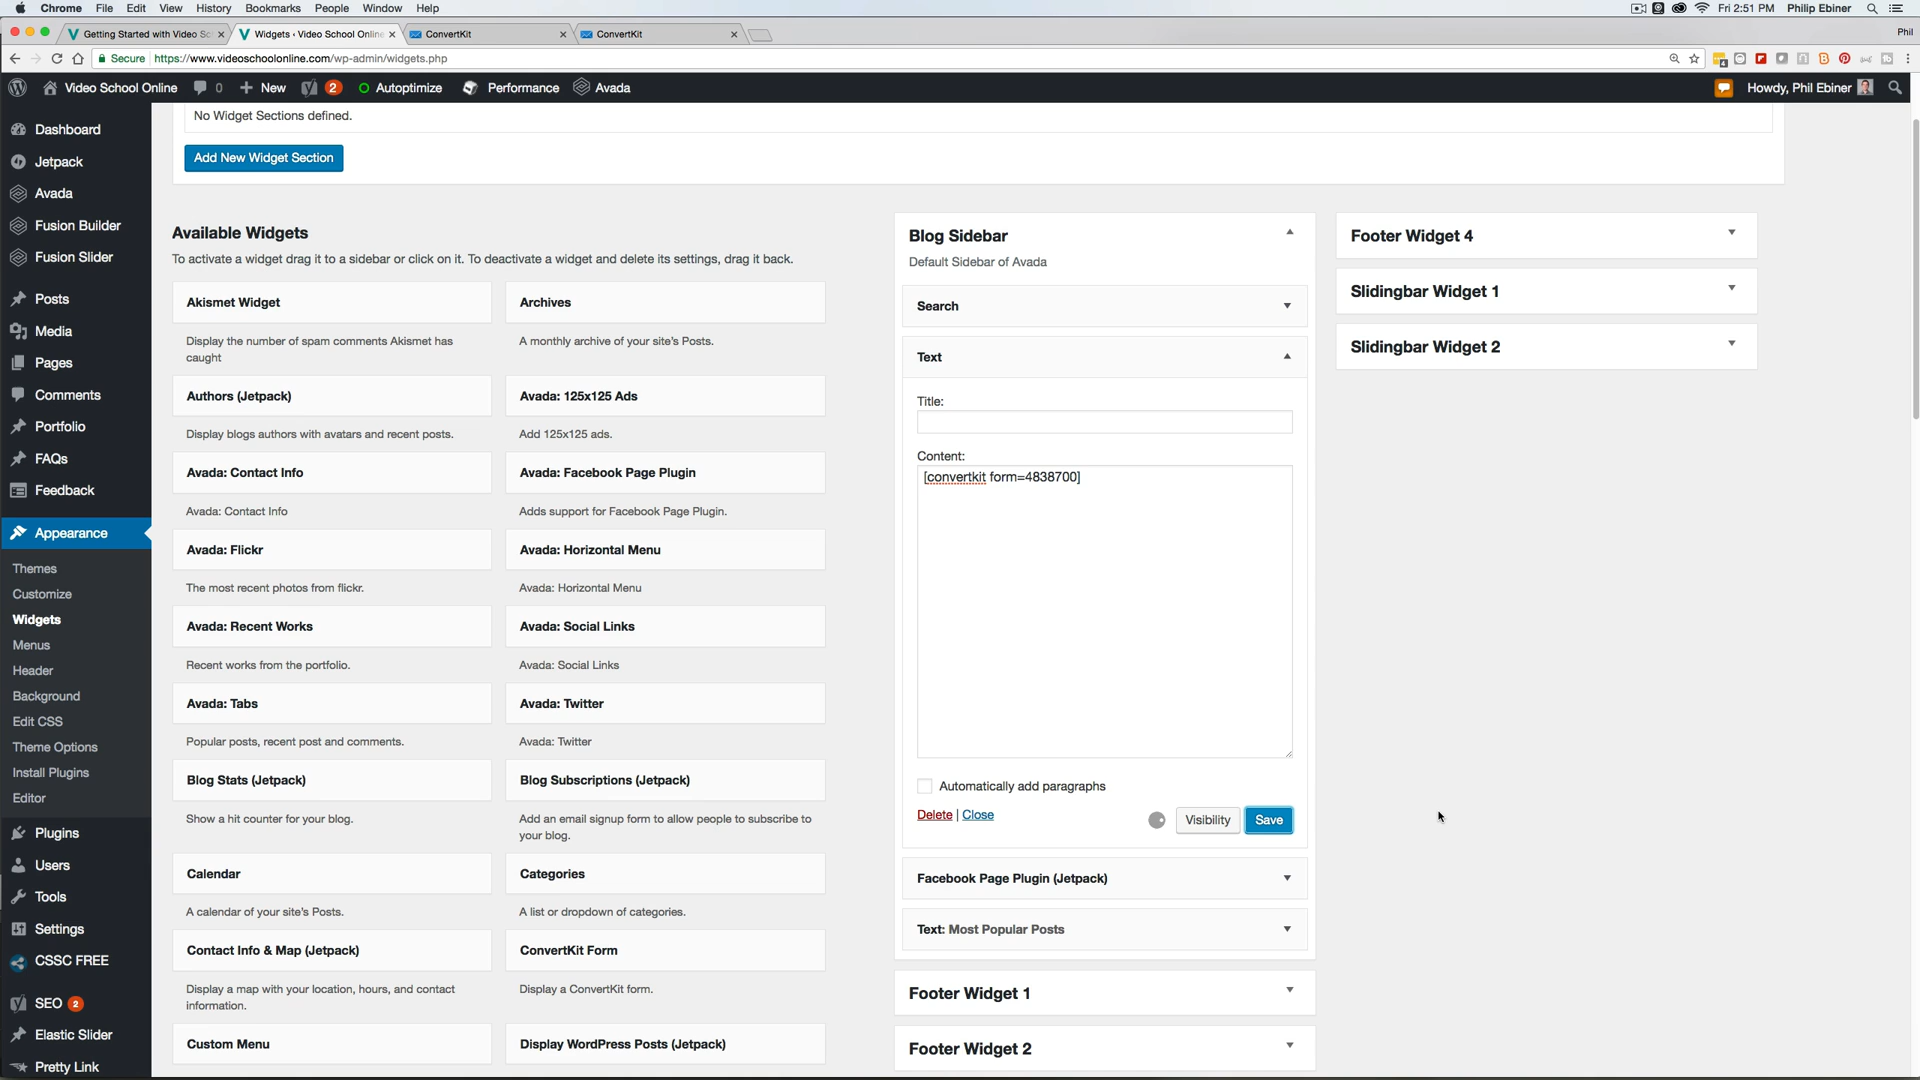 Chrome File Edit View History Bookmarks People Window Help Fri 2:51 PM Philip Ebiner
Getting Started with Video Sc Widgets ‹ Video School Online ConvertKit ConvertKit Phil
Secure https://www.videoschoolonline.com/wp-admin/widgets.php
Video School Online 0 New 2 Autoptimize Performance Avada Howdy, Phil Ebiner
Dashboard
Jetpack
Avada
Fusion Builder
Fusion Slider
Posts
Media
Pages
Comments
Portfolio
FAQs
Feedback
Appearance
Themes
Customize
Widgets
Menus
Header
Background
Edit CSS
Theme Options
Install Plugins
Editor
Plugins
Users
Tools
Settings
CSSC FREE
SEO 2
Elastic Slider
Pretty Link
No Widget Sections defined.
Add New Widget Section
Available Widgets
To activate a widget drag it to a sidebar or click on it. To deactivate a widget and delete its settings, drag it back.
Akismet Widget
Display the number of spam comments Akismet has
caught
Archives
A monthly archive of your site's Posts.
Authors (Jetpack)
Display blogs authors with avatars and recent posts.
Avada: 125x125 Ads
Add 125x125 ads.
Avada: Contact Info
Avada: Contact Info
Avada: Facebook Page Plugin
Adds support for Facebook Page Plugin.
Avada: Flickr
The most recent photos from flickr.
Avada: Horizontal Menu
Avada: Horizontal Menu
Avada: Recent Works
Recent works from the portfolio.
Avada: Social Links
Avada: Social Links
Avada: Tabs
Popular posts, recent post and comments.
Avada: Twitter
Avada: Twitter
Blog Stats (Jetpack)
Show a hit counter for your blog.
Blog Subscriptions (Jetpack)
Add an email signup form to allow people to subscribe to
your blog.
Calendar
A calendar of your site's Posts.
Categories
A list or dropdown of categories.
Contact Info & Map (Jetpack)
Display a map with your location, hours, and contact
information.
ConvertKit Form
Display a ConvertKit form.
Custom Menu
Display WordPress Posts (Jetpack)
Blog Sidebar
Default Sidebar of Avada
Search
Text
Title:
Content:
[convertkit form=4838700]
Automatically add paragraphs
Delete | Close Visibility Save
Facebook Page Plugin (Jetpack)
Text: Most Popular Posts
Footer Widget 1
Footer Widget 2
Footer Widget 4
Slidingbar Widget 1
Slidingbar Widget 2